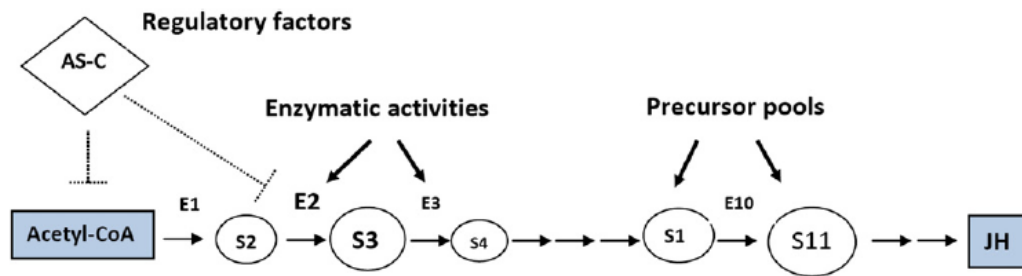 Regulatory factors
AS-C
Enzymatic activities
Precursor pools
E1
E2
E3
E10
Acetyl-CoA
S2
S3
S4
S1
S11
JH